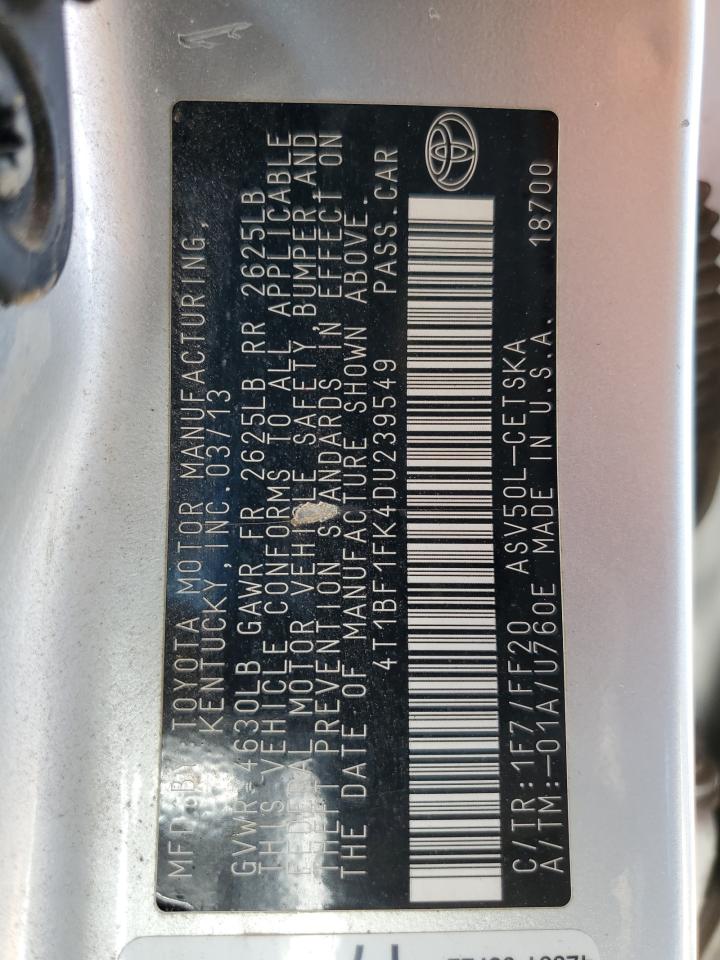 MFD. BY: TOYOTA MOTOR MANUFACTURING,
KENTUCKY, INC. 03/13
GVWR 4630LB GAWR FR 2625LB RR 2625LB
THIS VEHICLE CONFORMS TO ALL APPLICABLE
FEDERAL MOTOR VEHICLE SAFETY, BUMPER, AND
THEFT PREVENTION STANDARDS IN EFFECT ON
THE DATE OF MANUFACTURE SHOWN ABOVE.
4T1BF1FK4DU239549 PASS.CAR
C/TR:1F7/FF20 ASV50L-CETSKA
A/TM:-01A/U760E MADE IN U.S.A. 18700